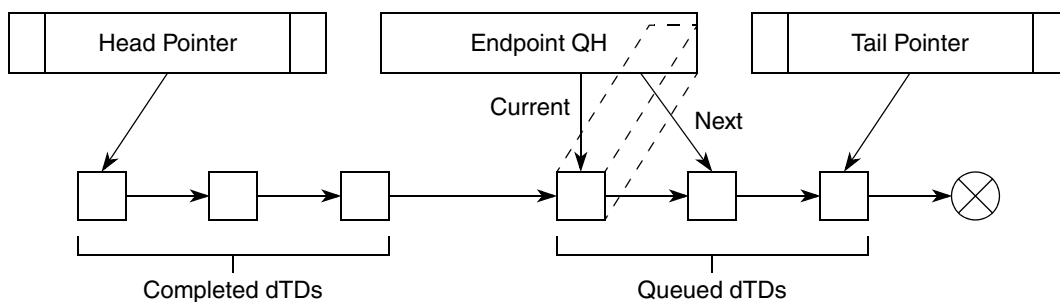 Head Pointer
Endpoint QH
Tail Pointer
Current
Next
Completed dTDs
Queued dTDs